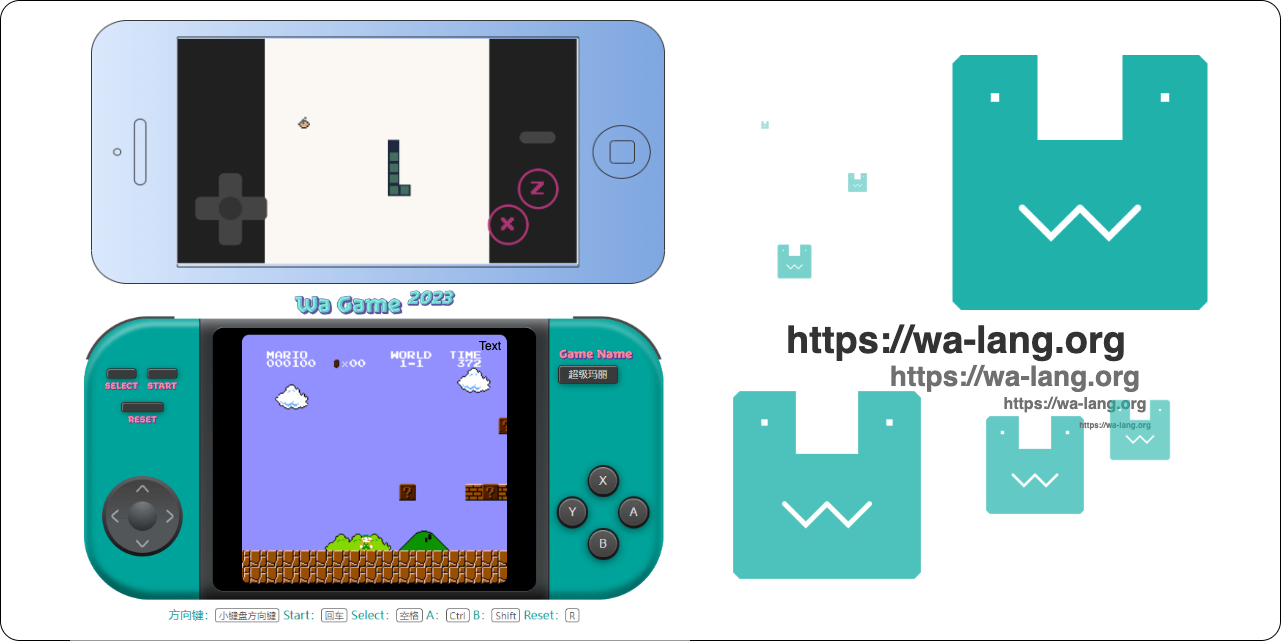 Z
X
Wa Game 2023
Text
MARIO
000100
x00
WORLD
1-1
TIME
372
SELECT
START
RESET
Game Name
超级玛丽
?
?
?
X
Y
A
B
方向键： 小键盘方向键 Start： 回车 Select： 空格 A： Ctrl B： Shift Reset： R
https://wa-lang.org
https://wa-lang.org
https://wa-lang.org
https://wa-lang.org